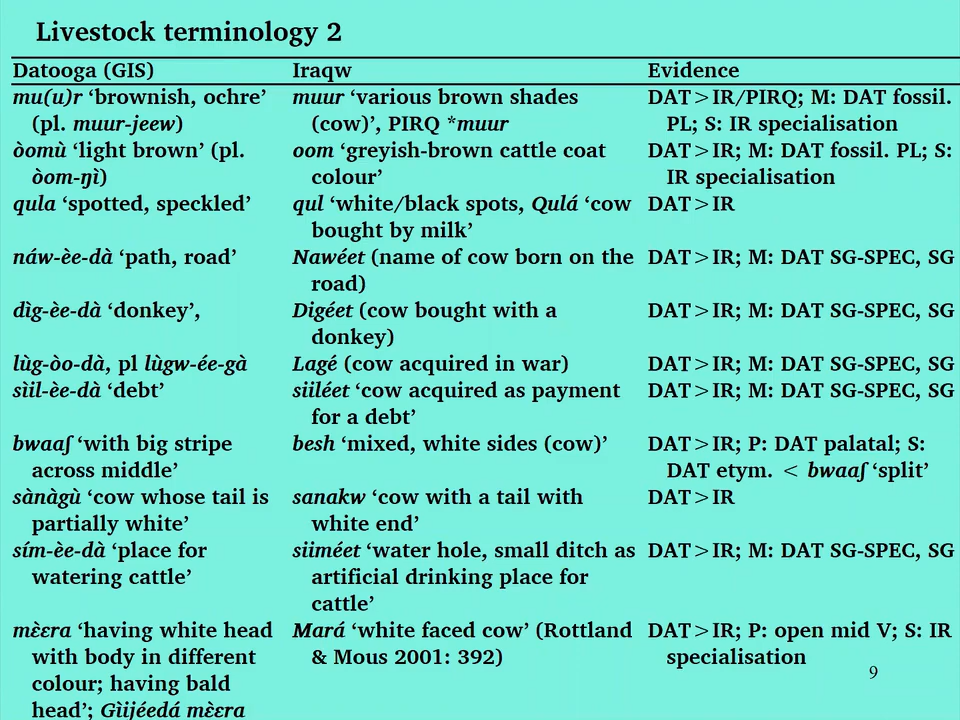 Livestock terminology 2
Datooga (GIS) Iraqw Evidence
mu(u)r ‘brownish, ochre’ muur ‘various brown shades DAT>IR/PIRQ; M: DAT fossil.
(pl. muur-jeew) (cow)’, PIRQ *muur PL; S: IR specialisation
òomù ‘light brown’ (pl. oom ‘greyish-brown cattle coat DAT>IR; M: DAT fossil. PL; S:
òom-ŋì) colour’ IR specialisation
qula ‘spotted, speckled’ qul ‘white/black spots, Qulá ‘cow DAT>IR
bought by milk’
náw-èe-dà ‘path, road’ Nawéet (name of cow born on the DAT>IR; M: DAT SG-SPEC, SG
road)
dìg-èe-dà ‘donkey’, Digéet (cow bought with a DAT>IR; M: DAT SG-SPEC, SG
donkey)
lùg-òo-dà, pl lùgw-ée-gà Lagé (cow acquired in war) DAT>IR; M: DAT SG-SPEC, SG
sìil-èe-dà ‘debt’ siiléet ‘cow acquired as payment DAT>IR; M: DAT SG-SPEC, SG
for a debt’
bwaaʃ ‘with big stripe besh ‘mixed, white sides (cow)’ DAT>IR; P: DAT palatal; S:
across middle’ DAT etym. < bwaaʃ ‘split’
sànàgù ‘cow whose tail is sanakw ‘cow with a tail with DAT>IR
partially white’ white end’
sím-èe-dà ‘place for siiméet ‘water hole, small ditch as DAT>IR; M: DAT SG-SPEC, SG
watering cattle’ artificial drinking place for
cattle’
mὲɛra ‘having white head Mará ‘white faced cow’ (Rottland DAT>IR; P: open mid V; S: IR
with body in different & Mous 2001: 392) specialisation
colour; having bald
head’; Gìijéedá mὲɛra
9